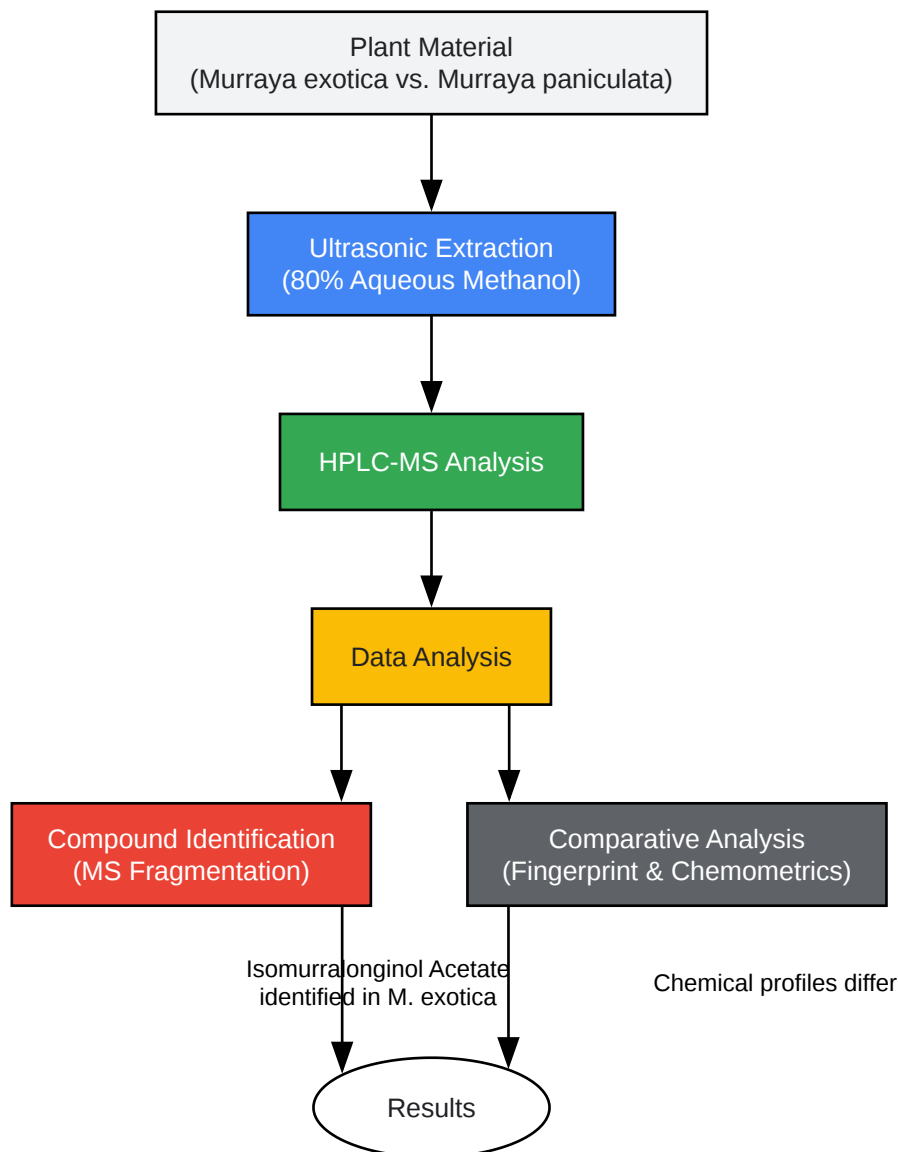 Plant Material
(Murraya exotica vs. Murraya paniculata)
Ultrasonic Extraction
(80% Aqueous Methanol)
HPLC-MS Analysis
Data Analysis
Compound Identification
(MS Fragmentation)
Comparative Analysis
(Fingerprint & Chemometrics)
Isomurralonginol Acetate
identified in M. exotica
Chemical profiles differ
Results